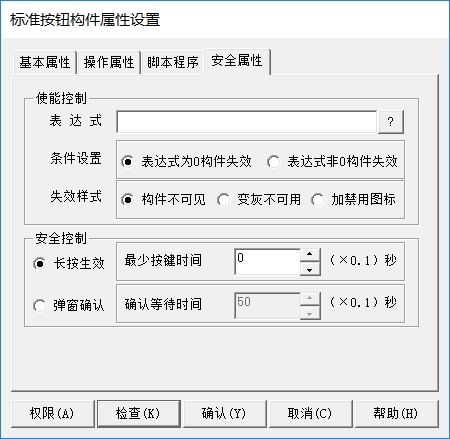 标准按钮构件属性设置
基本属性 操作属性 脚本程序 安全属性
使能控制
表 达 式 ?
条件设置 表达式为0构件失效 表达式非0构件失效
失效样式 构件不可见 变灰不可用 加禁用图标
安全控制
长按生效 最少按键时间 0 (×0.1)秒
弹窗确认 确认等待时间 50 (×0.1)秒
权限(A) 检查(K) 确认(Y) 取消(C) 帮助(H)